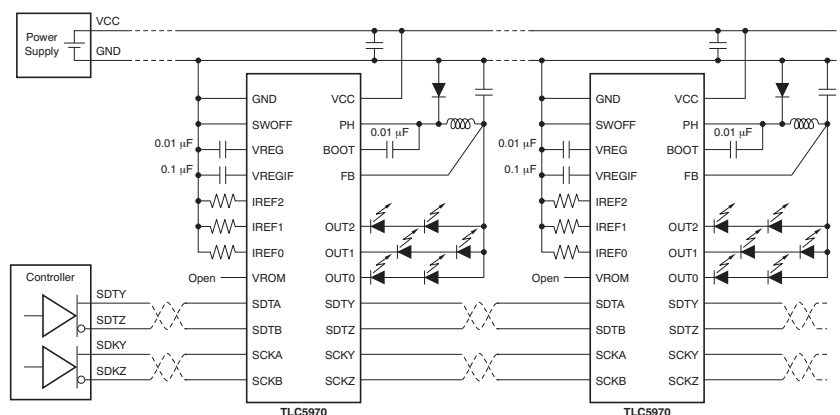 VCC
Power
Supply
GND
GND VCC
SWOFF PH
0.01 µF VREG BOOT 0.01 µF
0.1 µF VREGIF FB
IREF2
IREF1 OUT2
IREF0 OUT1
Open VROM OUT0
SDTA SDTY
SDTB SDTZ
SCKA SCKY
SCKB SCKZ
TLC5970
GND VCC
SWOFF PH
0.01 µF VREG BOOT 0.01 µF
0.1 µF VREGIF FB
IREF2
IREF1 OUT2
IREF0 OUT1
Open VROM OUT0
SDTA SDTY
SDTB SDTZ
SCKA SCKY
SCKB SCKZ
TLC5970
Controller
SDTY
SDTZ
SDKY
SDKZ